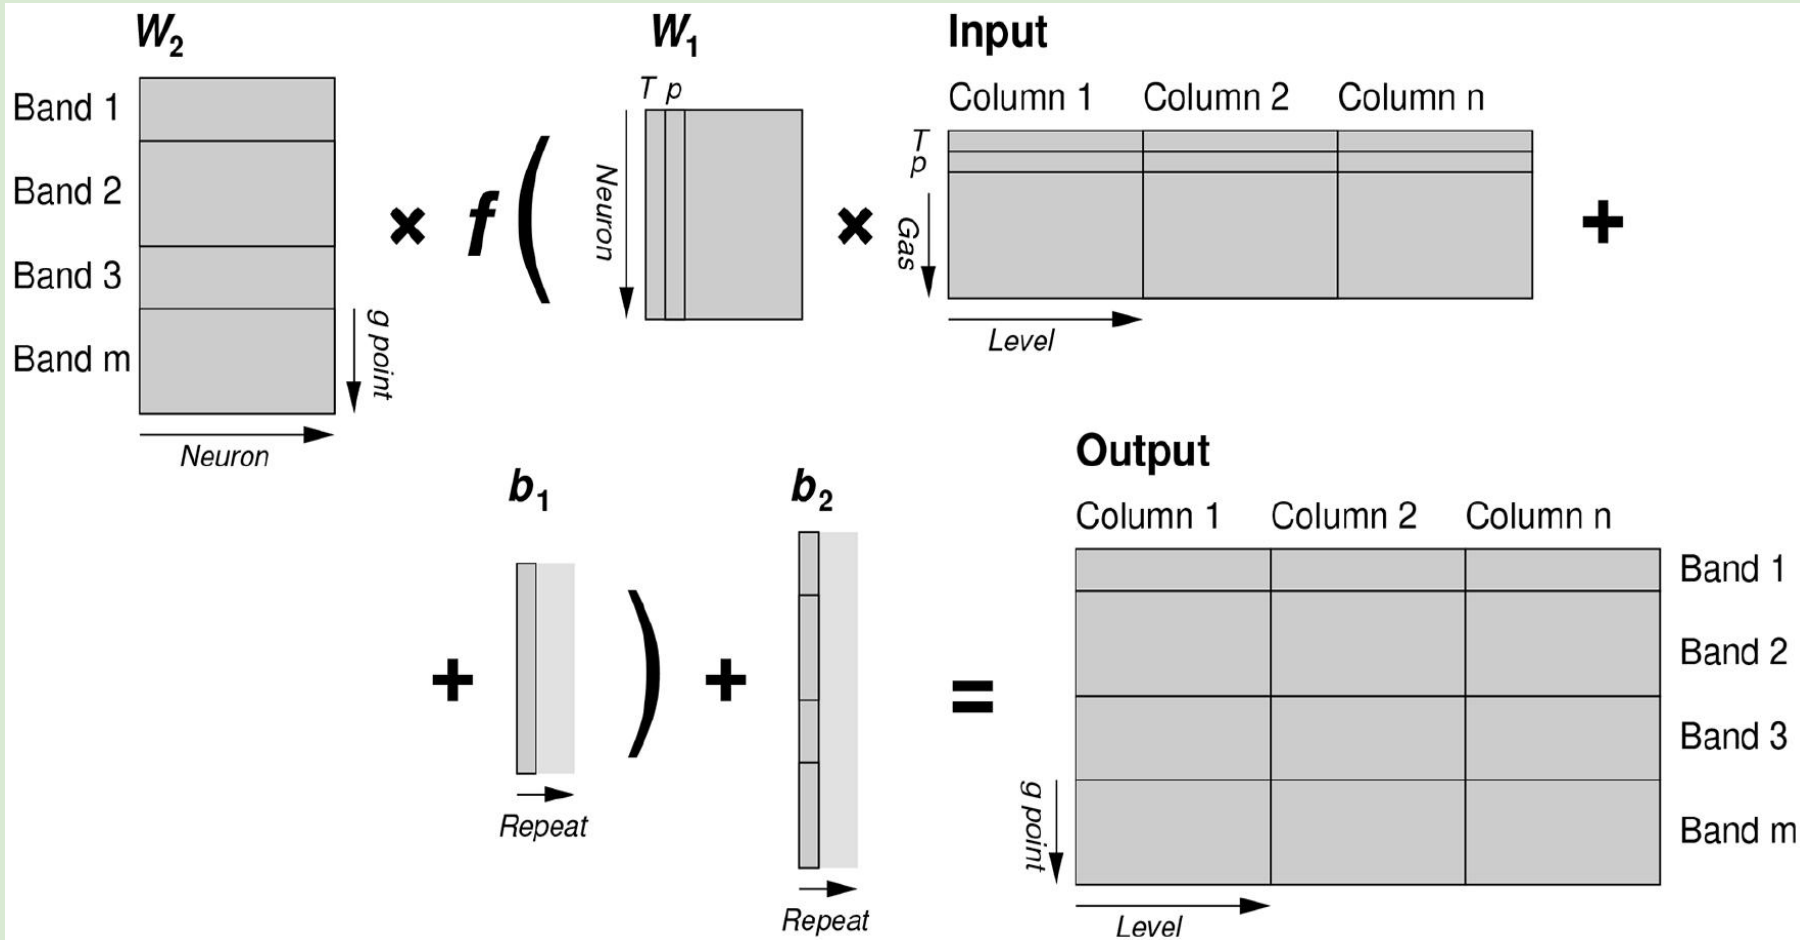 W₂
W₁
Input
T p
Column 1 Column 2 Column n
Band 1
Band 2
Band 3
Band m
g point
Neuron
× f (
Neuron
×
T
p
Gas
Level
+
b₁
b₂
Output
Column 1 Column 2 Column n
+
Repeat
) +
Repeat
=
Band 1
Band 2
Band 3
Band m
g point
Level